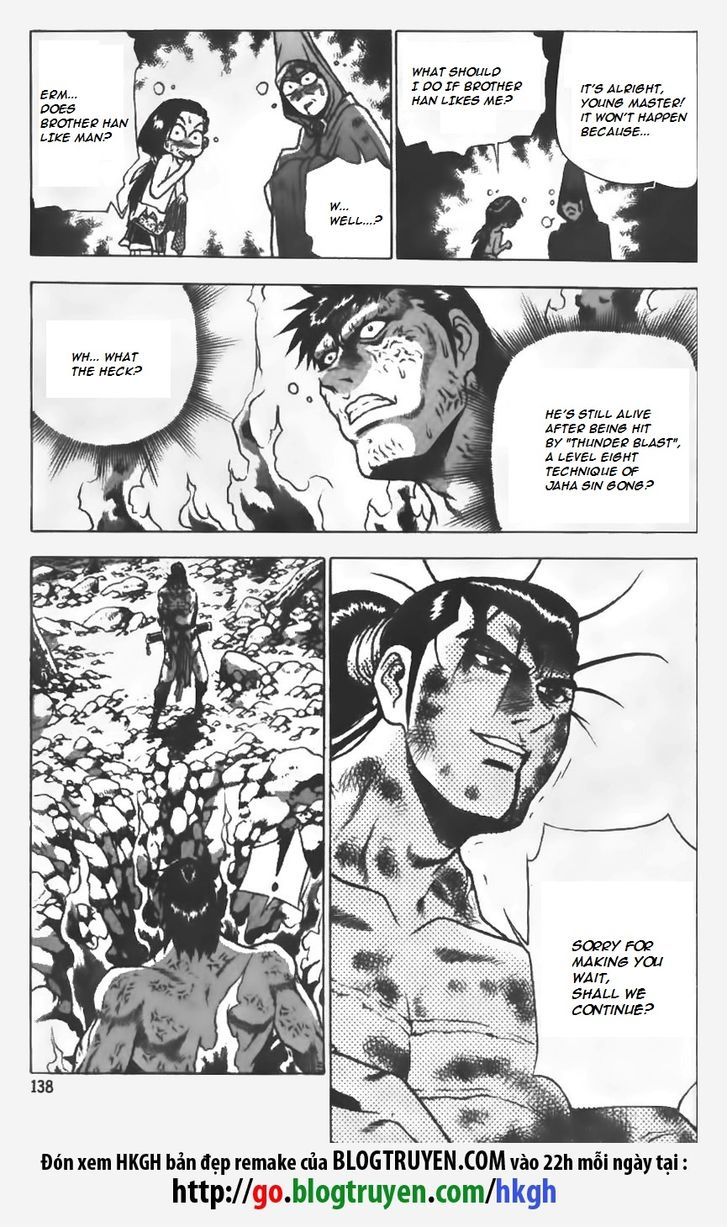 ERM...
DOES
BROTHER HAN
LIKE MAN?
W...
WELL....?
WHAT SHOULD
I DO IF BROTHER
HAN LIKES ME?
IT'S ALRIGHT,
YOUNG MASTER!
IT WON'T HAPPEN
BECAUSE...
WH... WHAT
THE HECK?
HE'S STILL ALIVE
AFTER BEING HIT
BY "THUNDER BLAST",
A LEVEL EIGHT
TECHNIQUE OF
JAHA SIN GONG?
!
SORRY FOR
MAKING YOU
WAIT,
SHALL WE
CONTINUE?
138
Đón xem HKGH bản đẹp remake của BLOGTRUYEN.COM vào 22h mỗi ngày tại :
http://go.blogtruyen.com/hkgh